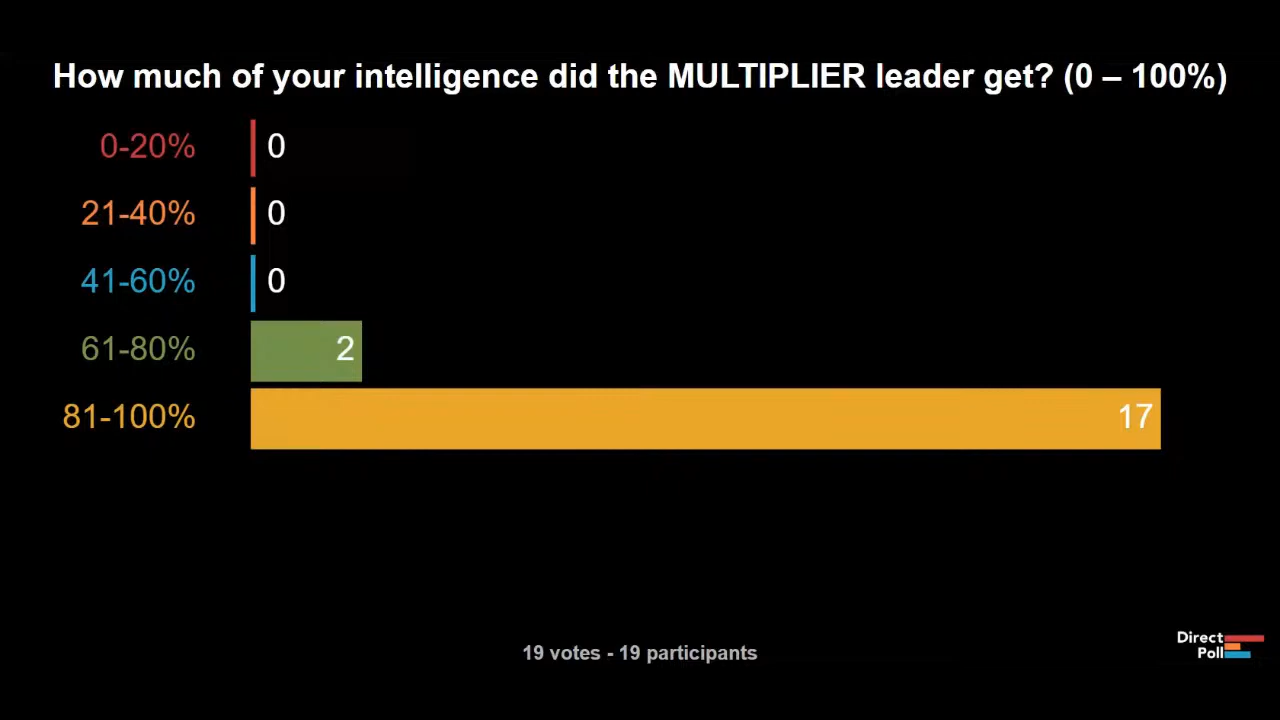 How much of your intelligence did the MULTIPLIER leader get? (0 – 100%)
0-20% 0
21-40% 0
41-60% 0
61-80% 2
81-100% 17
19 votes - 19 participants
Direct
Poll